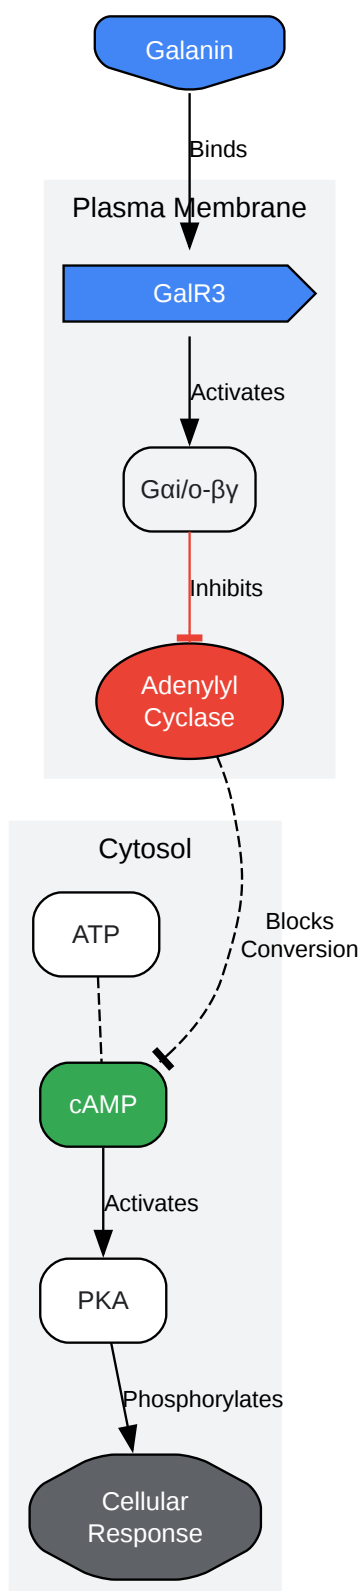 Galanin
Binds
Plasma Membrane
GalR3
Activates
Gαi/o-βγ
Inhibits
Adenylyl
Cyclase
Cytosol
ATP
Blocks
Conversion
cAMP
Activates
PKA
Phosphorylates
Cellular
Response